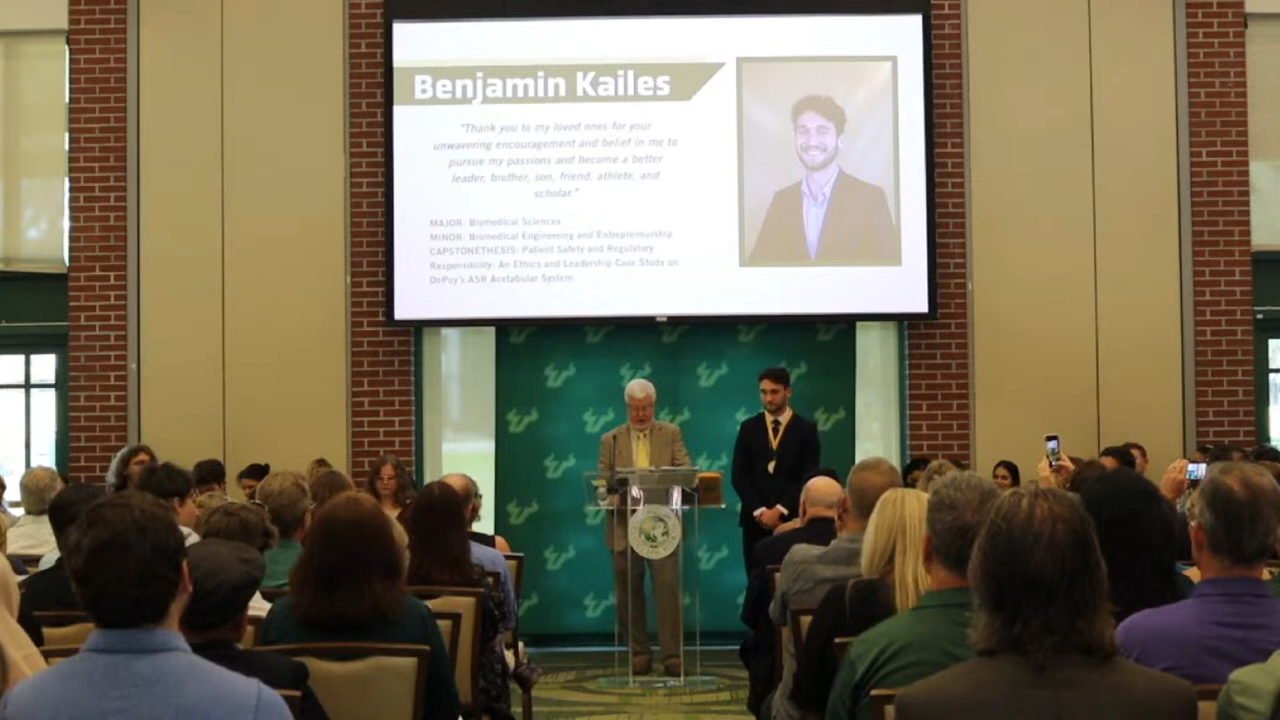 Benjamin Kailes
"Thank you to my loved ones for your
unwavering encouragement and belief in me to
pursue my passions and become a better
leader, brother, son, friend, athlete, and
scholar."
MAJOR: Biomedical Sciences
MINOR: Biomedical Engineering and Entrepreneurship
CAPSTONETHESIS: Patient Safety and Regulatory
Responsibility: An Ethics and Leadership Case Study on
DePuy's ASR Acetabular System